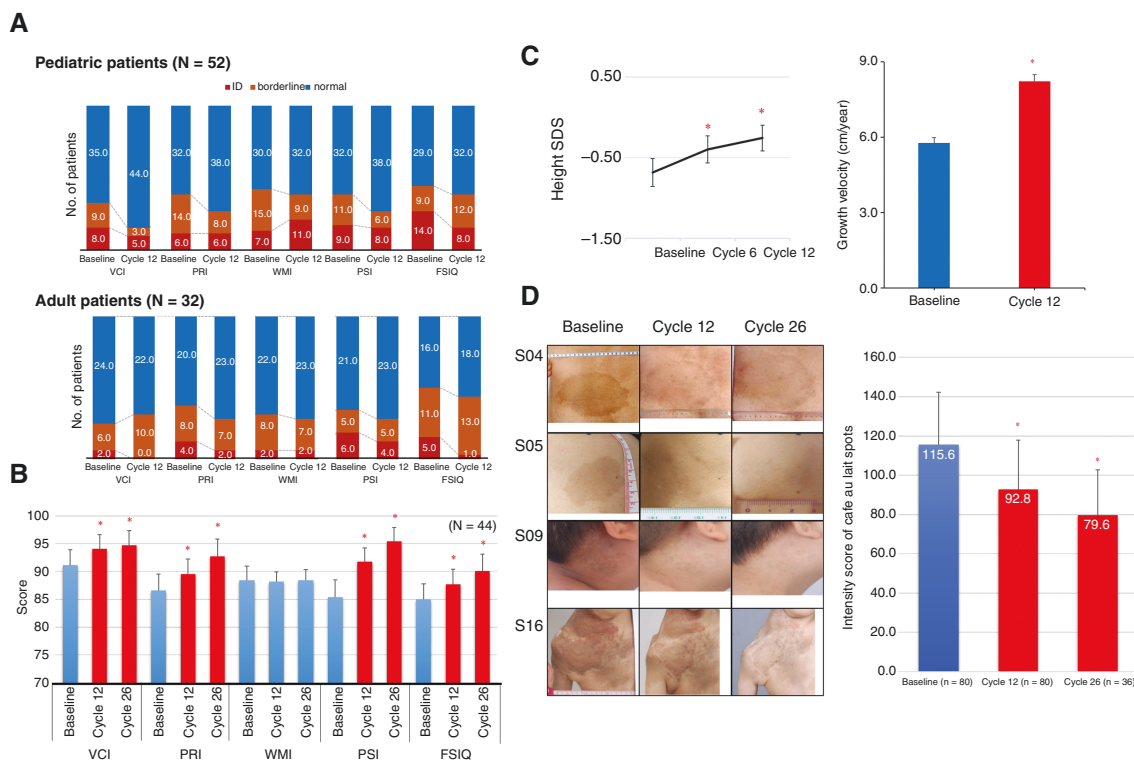 A
Pediatric patients (N = 52)
ID borderline normal
No. of patients
35.0 9.0 8.0
44.0 3.0 5.0
32.0 14.0 6.0
38.0 8.0 6.0
30.0 15.0 7.0
32.0 9.0 11.0
32.0 11.0 9.0
38.0 6.0 8.0
29.0 9.0 14.0
32.0 12.0 8.0
Baseline Cycle 12 Baseline Cycle 12 Baseline Cycle 12 Baseline Cycle 12 Baseline Cycle 12
VCI PRI WMI PSI FSIQ
Adult patients (N = 32)
No. of patients
24.0 6.0 2.0
22.0 10.0 0.0
20.0 8.0 4.0
23.0 7.0 2.0
22.0 8.0 2.0
23.0 7.0 2.0
21.0 5.0 6.0
23.0 5.0 4.0
16.0 11.0 5.0
18.0 13.0 1.0
Baseline Cycle 12 Baseline Cycle 12 Baseline Cycle 12 Baseline Cycle 12 Baseline Cycle 12
VCI PRI WMI PSI FSIQ
B
(N = 44)
Score
100
95
90
85
80
75
70
* * * * * * * *
Baseline Cycle 12 Cycle 26 Baseline Cycle 12 Cycle 26 Baseline Cycle 12 Cycle 26 Baseline Cycle 12 Cycle 26 Baseline Cycle 12 Cycle 26
VCI PRI WMI PSI FSIQ
C
Height SDS
0.50
−0.50
−1.50
* *
Baseline Cycle 6 Cycle 12
Growth velocity (cm/year)
9.0
6.0
3.0
0.0
*
Baseline Cycle 12
D
Baseline Cycle 12 Cycle 26
S04
S05
S09
S16
Intensity score of cafe au lait spots
160.0
140.0
120.0
100.0
80.0
60.0
40.0
20.0
0.0
* *
115.6 92.8 79.6
Baseline (n = 80) Cycle 12 (n = 80) Cycle 26 (n = 36)